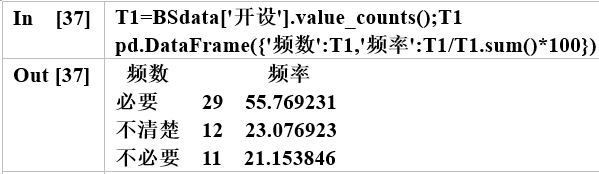 In [37] T1=BSdata['开设'].value_counts();T1
pd.DataFrame({'频数':T1,'频率':T1/T1.sum()*100})
Out [37] 频数 频率
必要 29 55.769231
不清楚 12 23.076923
不必要 11 21.153846